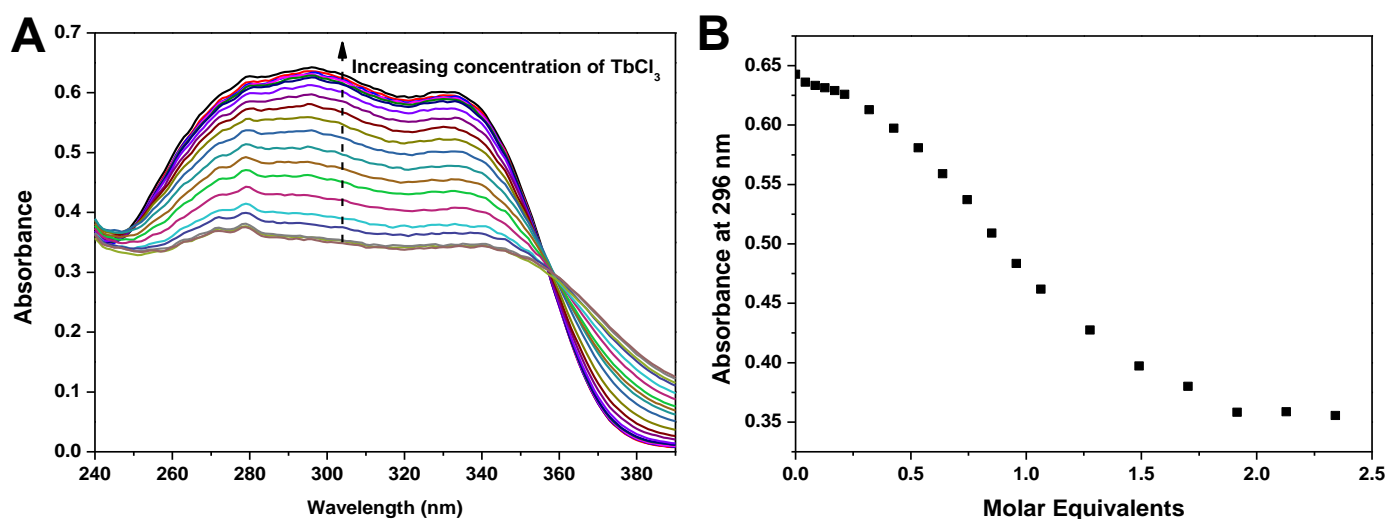 A
Increasing concentration of TbCl₃
Absorbance
0.7
0.6
0.5
0.4
0.3
0.2
0.1
0.0
240 260 280 300 320 340 360 380
Wavelength (nm)
B
Absorbance at 296 nm
0.65
0.60
0.55
0.50
0.45
0.40
0.35
0.0 0.5 1.0 1.5 2.0 2.5
Molar Equivalents